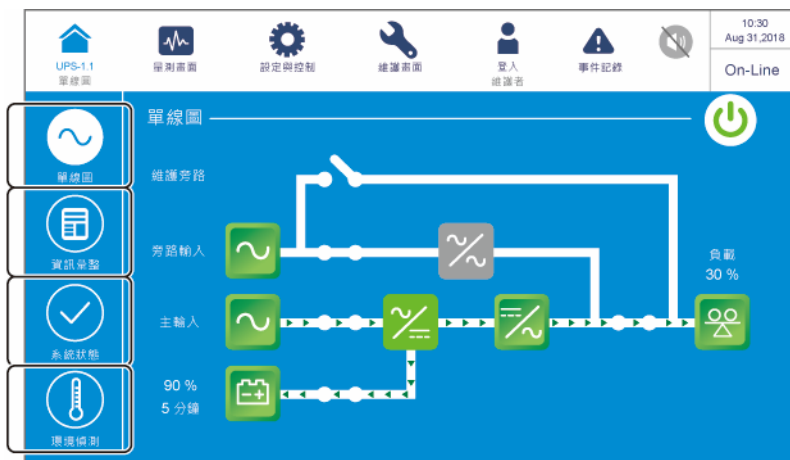 UPS-1.1
單線圖
量測畫面
設定與控制
維護畫面
登入
維護者
事件記錄
10:30
Aug 31,2018
On-Line
單線圖
資訊彙整
系統狀態
環境偵測
單線圖
維護旁路
旁路輸入
主輸入
90 %
5 分鐘
負載
30 %